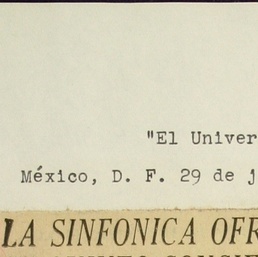 "El Univer
México, D. F. 29 de j
LA SINFONICA OFR